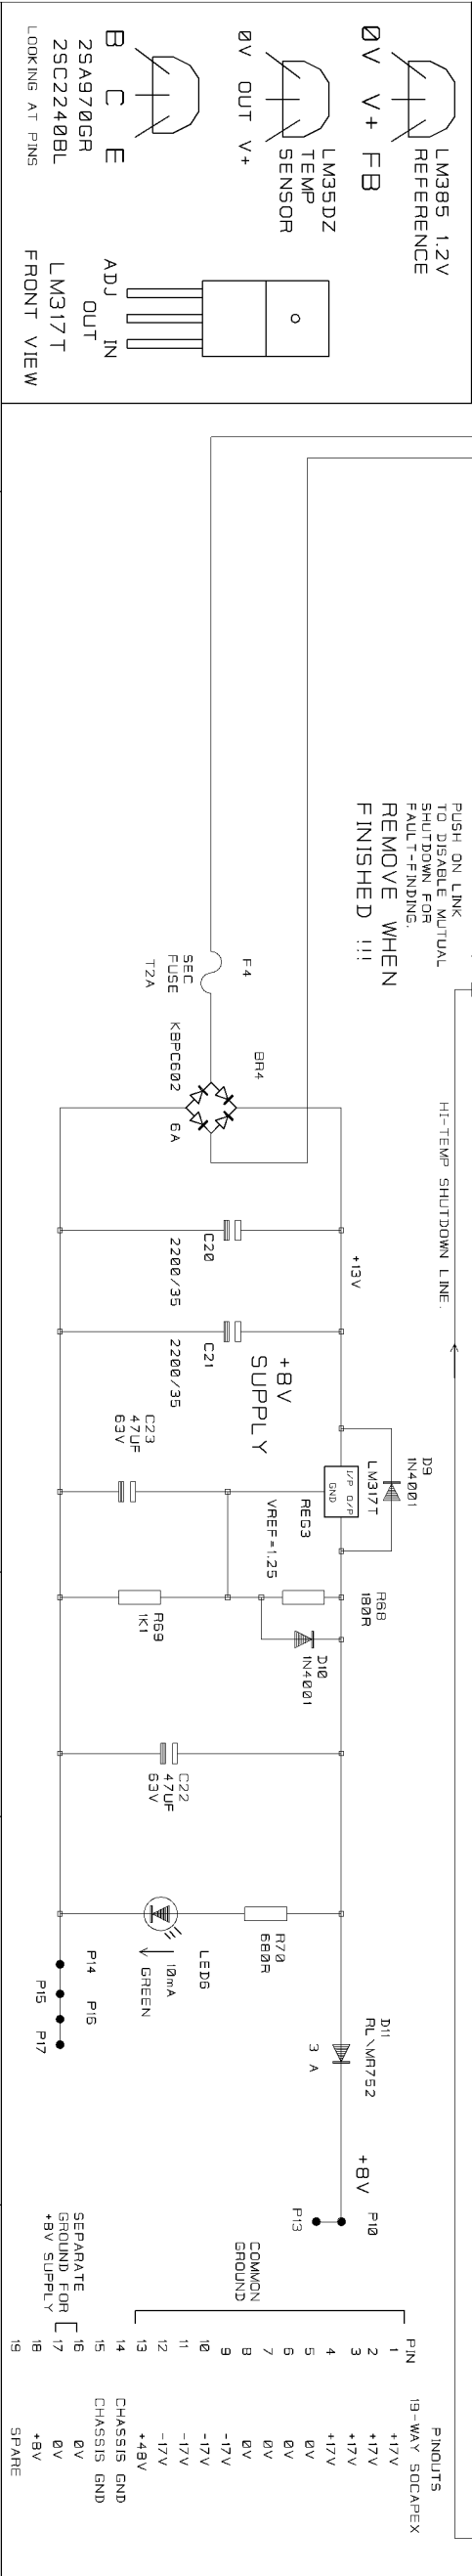 LM385 1.2V
REFERENCE
0V V+ FB
LM35DZ
TEMP
SENSOR
0V OUT V+
B C E
2SA970GR
2SC2240BL
LOOKING AT PINS
ADJ
OUT
IN
LM317T
FRONT VIEW
PUSH ON LINK
TO DISABLE MUTUAL
SHUTDOWN FOR
FAULT-FINDING.
REMOVE WHEN
FINISHED !!!
HI-TEMP SHUTDOWN LINE.
F4
SEC
FUSE
T2A
BR4
KBPC602
6A
+13V
C20
2200/35
C21
2200/35
+8V
SUPPLY
D9
1N4001
LM317T
I/P O/P
GND
REG3
VREF=1.25
C23
47UF
63V
R68
180R
D10
1N4001
R69
1K1
C22
47UF
63V
R70
680R
LED6
10mA
GREEN
D11
RL\MR752
3 A
+8V
P10
P13
P14
P15
P16
P17
COMMON
GROUND
SEPARATE
GROUND FOR
+8V SUPPLY
PINOUTS
PIN 19-WAY SOCAPEX
1 +17V
2 +17V
3 +17V
4 +17V
5 0V
6 0V
7 0V
8 0V
9 -17V
10 -17V
11 -17V
12 -17V
13 +48V
14 CHASSIS GND
15 CHASSIS GND
16 0V
17 0V
18 +8V
19 SPARE